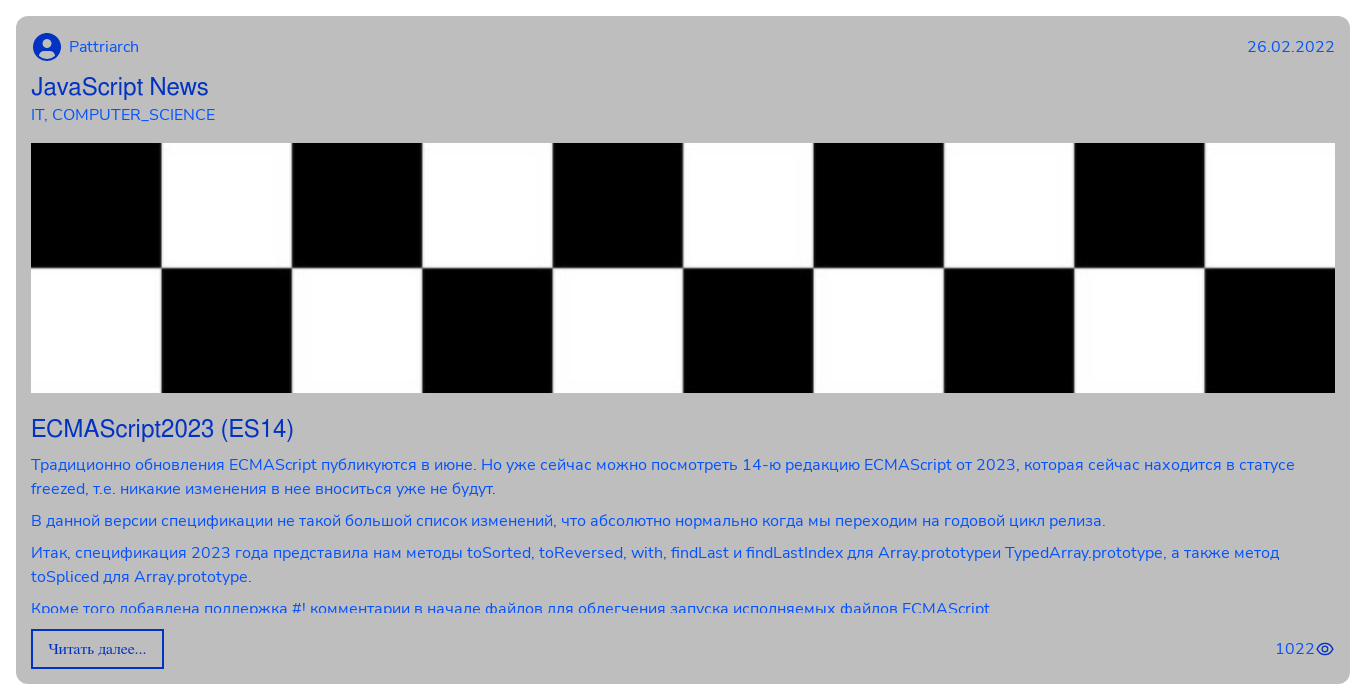 Pattriarch
26.02.2022
JavaScript News
IT, COMPUTER_SCIENCE
ECMAScript2023 (ES14)
Традиционно обновления ECMAScript публикуются в июне. Но уже сейчас можно посмотреть 14-ю редакцию ECMAScript от 2023, которая сейчас находится в статусе
freezed, т.е. никакие изменения в нее вноситься уже не будут.
В данной версии спецификации не такой большой список изменений, что абсолютно нормально когда мы переходим на годовой цикл релиза.
Итак, спецификация 2023 года представила нам методы toSorted, toReversed, with, findLast и findLastIndex для Array.prototypeи TypedArray.prototype, а также метод
toSpliced для Array.prototype.
Кроме того добавлена поддержка #! комментарии в начале файлов для облегчения запуска исполняемых файлов ECMAScript
Читать далее...
1022